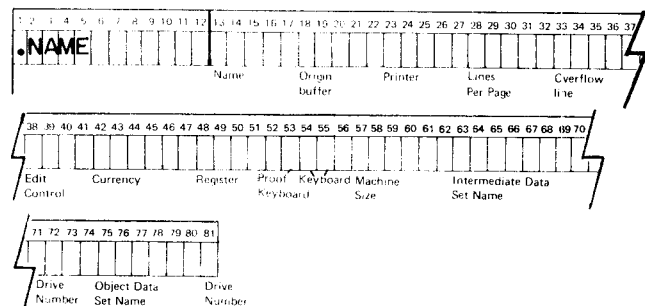 1 2 3 4 5 6 7 8 9 10 11 12 13 14 15 16 17 18 19 20 21 22 23 24 25 26 27 28 29 30 31 32 33 34 35 36 37
.NAME
Name Origin Printer Lines Overflow
buffer Per Page line
38 39 40 41 42 43 44 45 46 47 48 49 50 51 52 53 54 55 56 57 58 59 60 61 62 63 64 65 66 67 68 69 70
Edit Currency Register Proof Keyboard Machine Intermediate Data
Control Keyboard Size Set Name
71 72 73 74 75 76 77 78 79 80 81
Drive Object Data Drive
Number Set Name Number